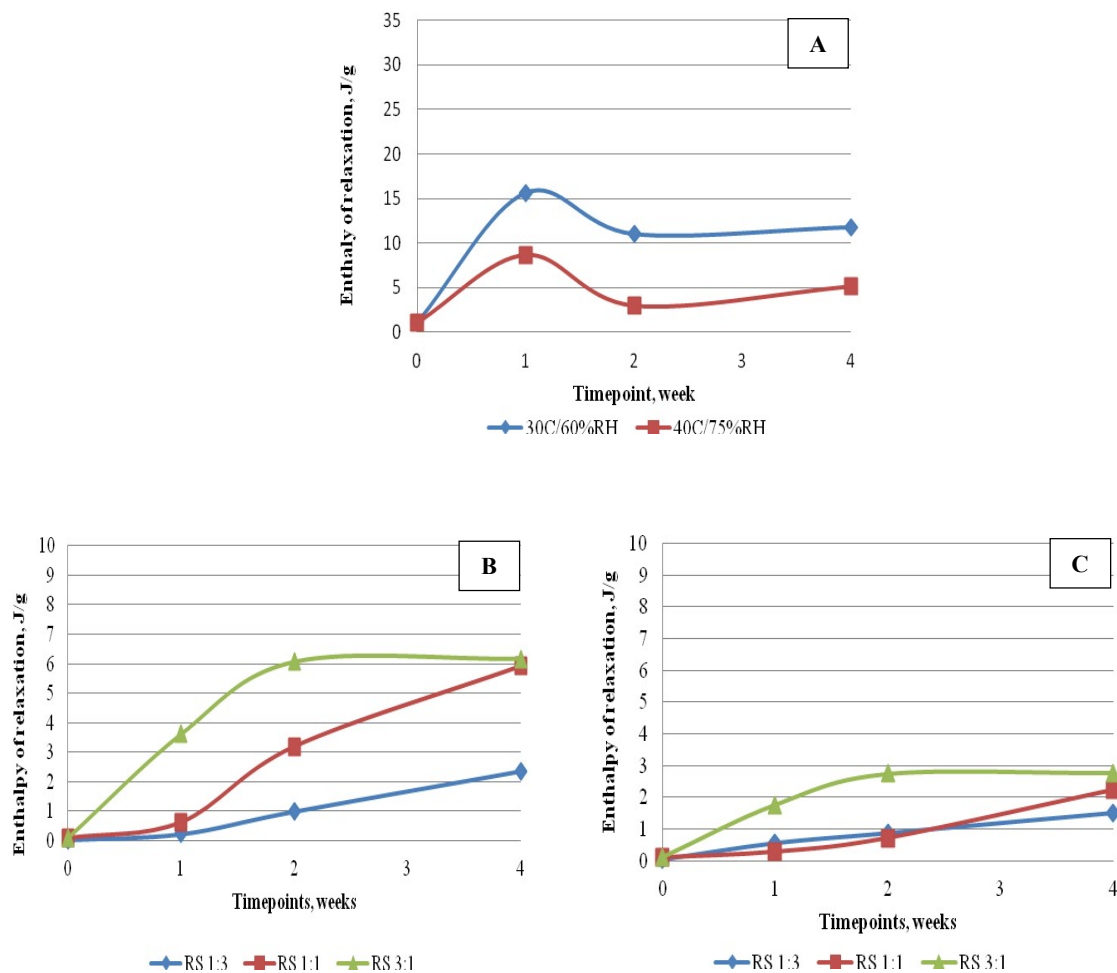 A
Enthaly of relaxation, J/g
35
30
25
20
15
10
5
0
0 1 2 3 4
Timepoint, week
30C/60%RH 40C/75%RH
B
Enthalpy of relaxation, J/g
10
9
8
7
6
5
4
3
2
1
0
0 1 2 3 4
Timepoints, weeks
RS 1:3 RS 1:1 RS 3:1
C
Enthalpy of relaxation, J/g
10
9
8
7
6
5
4
3
2
1
0
0 1 2 3 4
Timepoints, weeks
RS 1:3 RS 1:1 RS 3:1